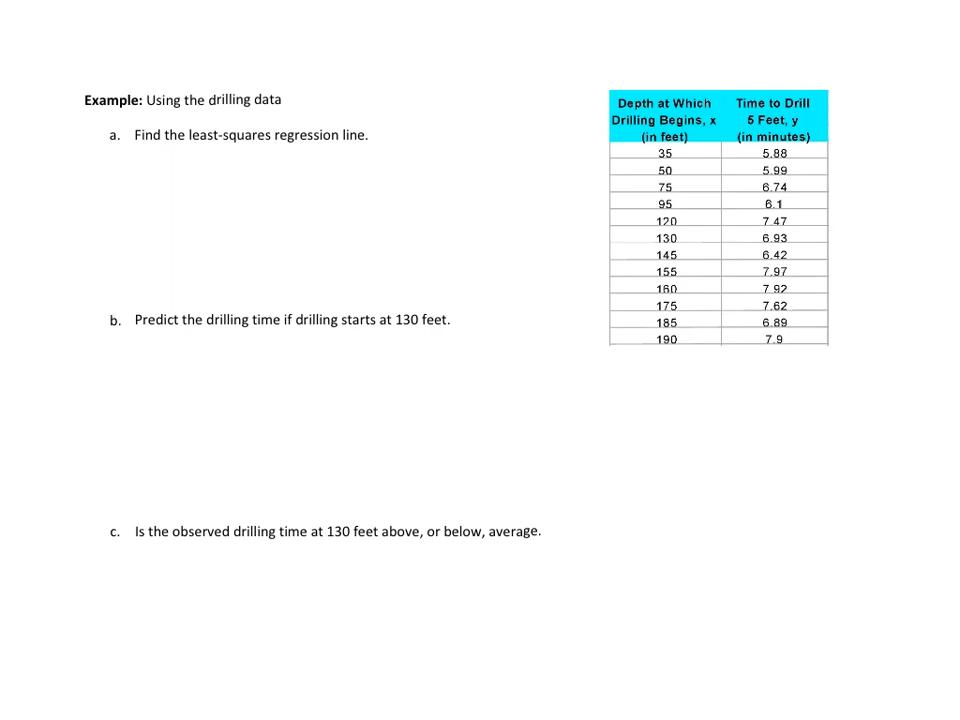 Example: Using the drilling data
a. Find the least-squares regression line.
b. Predict the drilling time if drilling starts at 130 feet.
c. Is the observed drilling time at 130 feet above, or below, average.
Depth at Which Time to Drill
Drilling Begins, x 5 Feet, y
(in feet) (in minutes)
35 5.88
50 5.99
75 6.74
95 6.1
120 7.47
130 6.93
145 6.42
155 7.97
160 7.92
175 7.62
185 6.89
190 7.9